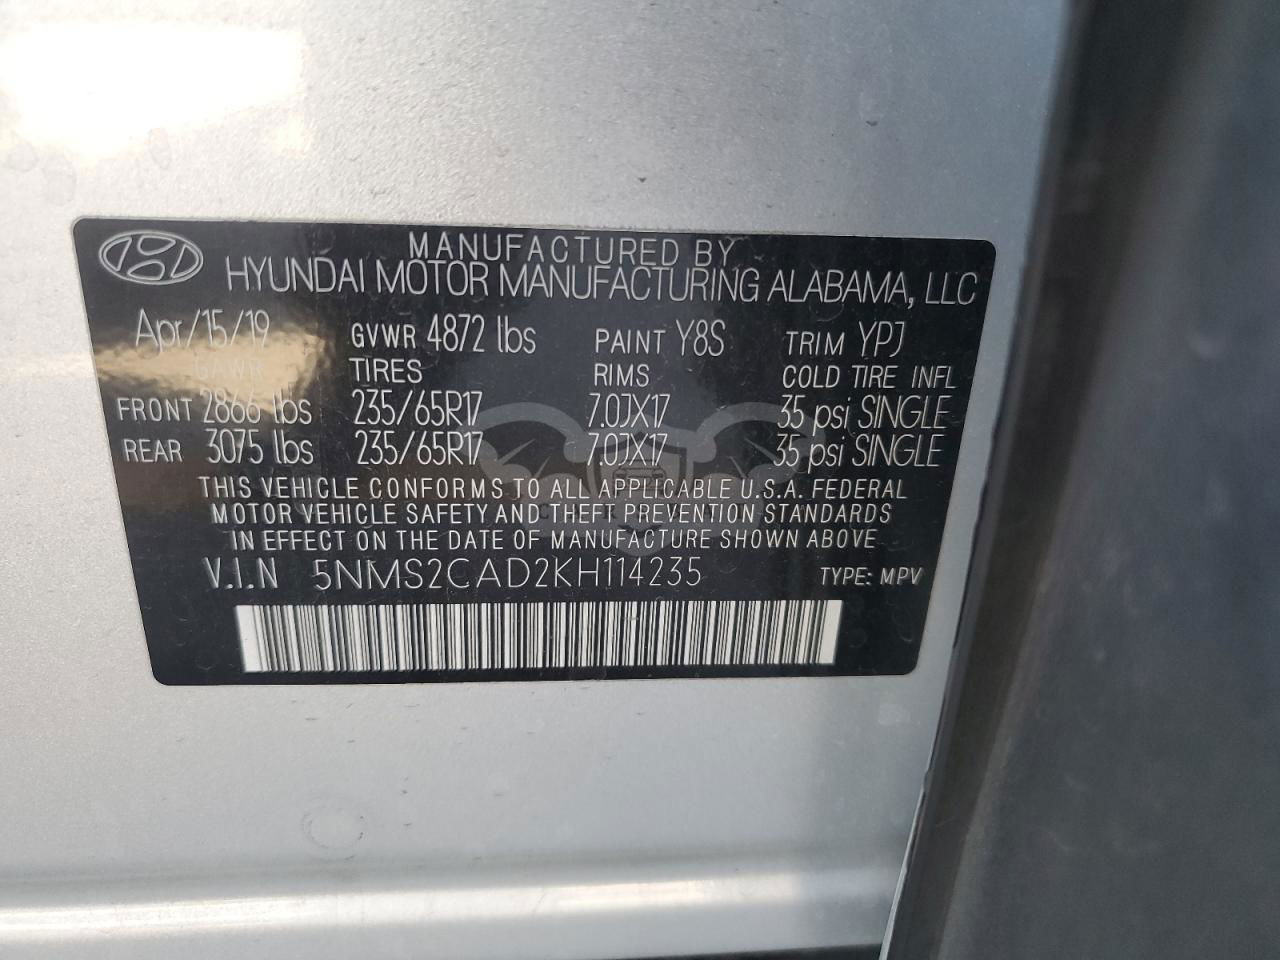 MANUFACTURED BY
HYUNDAI MOTOR MANUFACTURING ALABAMA, LLC
Apr/15/19 GVWR 4872 lbs PAINT Y8S TRIM YPJ
GAWR TIRES RIMS COLD TIRE INFL
FRONT 2866 lbs 235/65R17 7.0JX17 35 psi SINGLE
REAR 3075 lbs 235/65R17 7.0JX17 35 psi SINGLE
THIS VEHICLE CONFORMS TO ALL APPLICABLE U.S.A. FEDERAL
MOTOR VEHICLE SAFETY AND THEFT PREVENTION STANDARDS
IN EFFECT ON THE DATE OF MANUFACTURE SHOWN ABOVE
V.I.N 5NMS2CAD2KH114235 TYPE: MPV